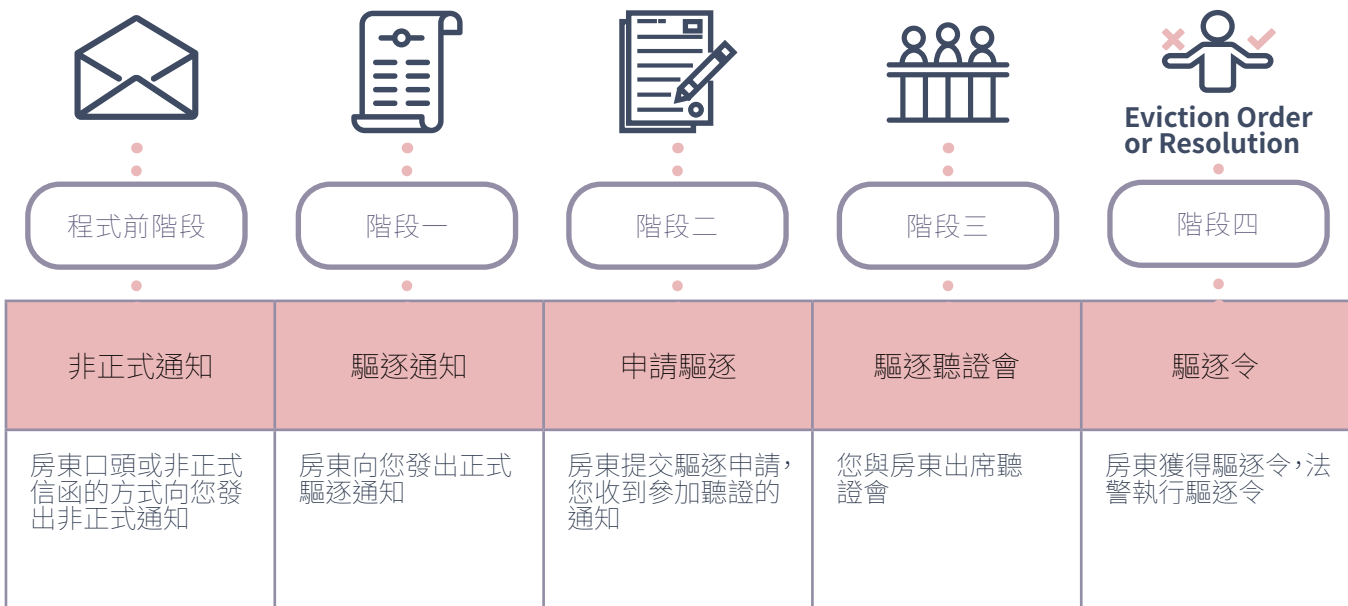 Eviction Order
or Resolution
程式前階段
階段一
階段二
階段三
階段四
非正式通知
驅逐通知
申請驅逐
驅逐聽證會
驅逐令
房東口頭或非正式
信函的方式向您發
出非正式通知
房東向您發出正式
驅逐通知
房東提交驅逐申請，
您收到參加聽證的
通知
您與房東出席聽
證會
房東獲得驅逐令，法
警執行驅逐令